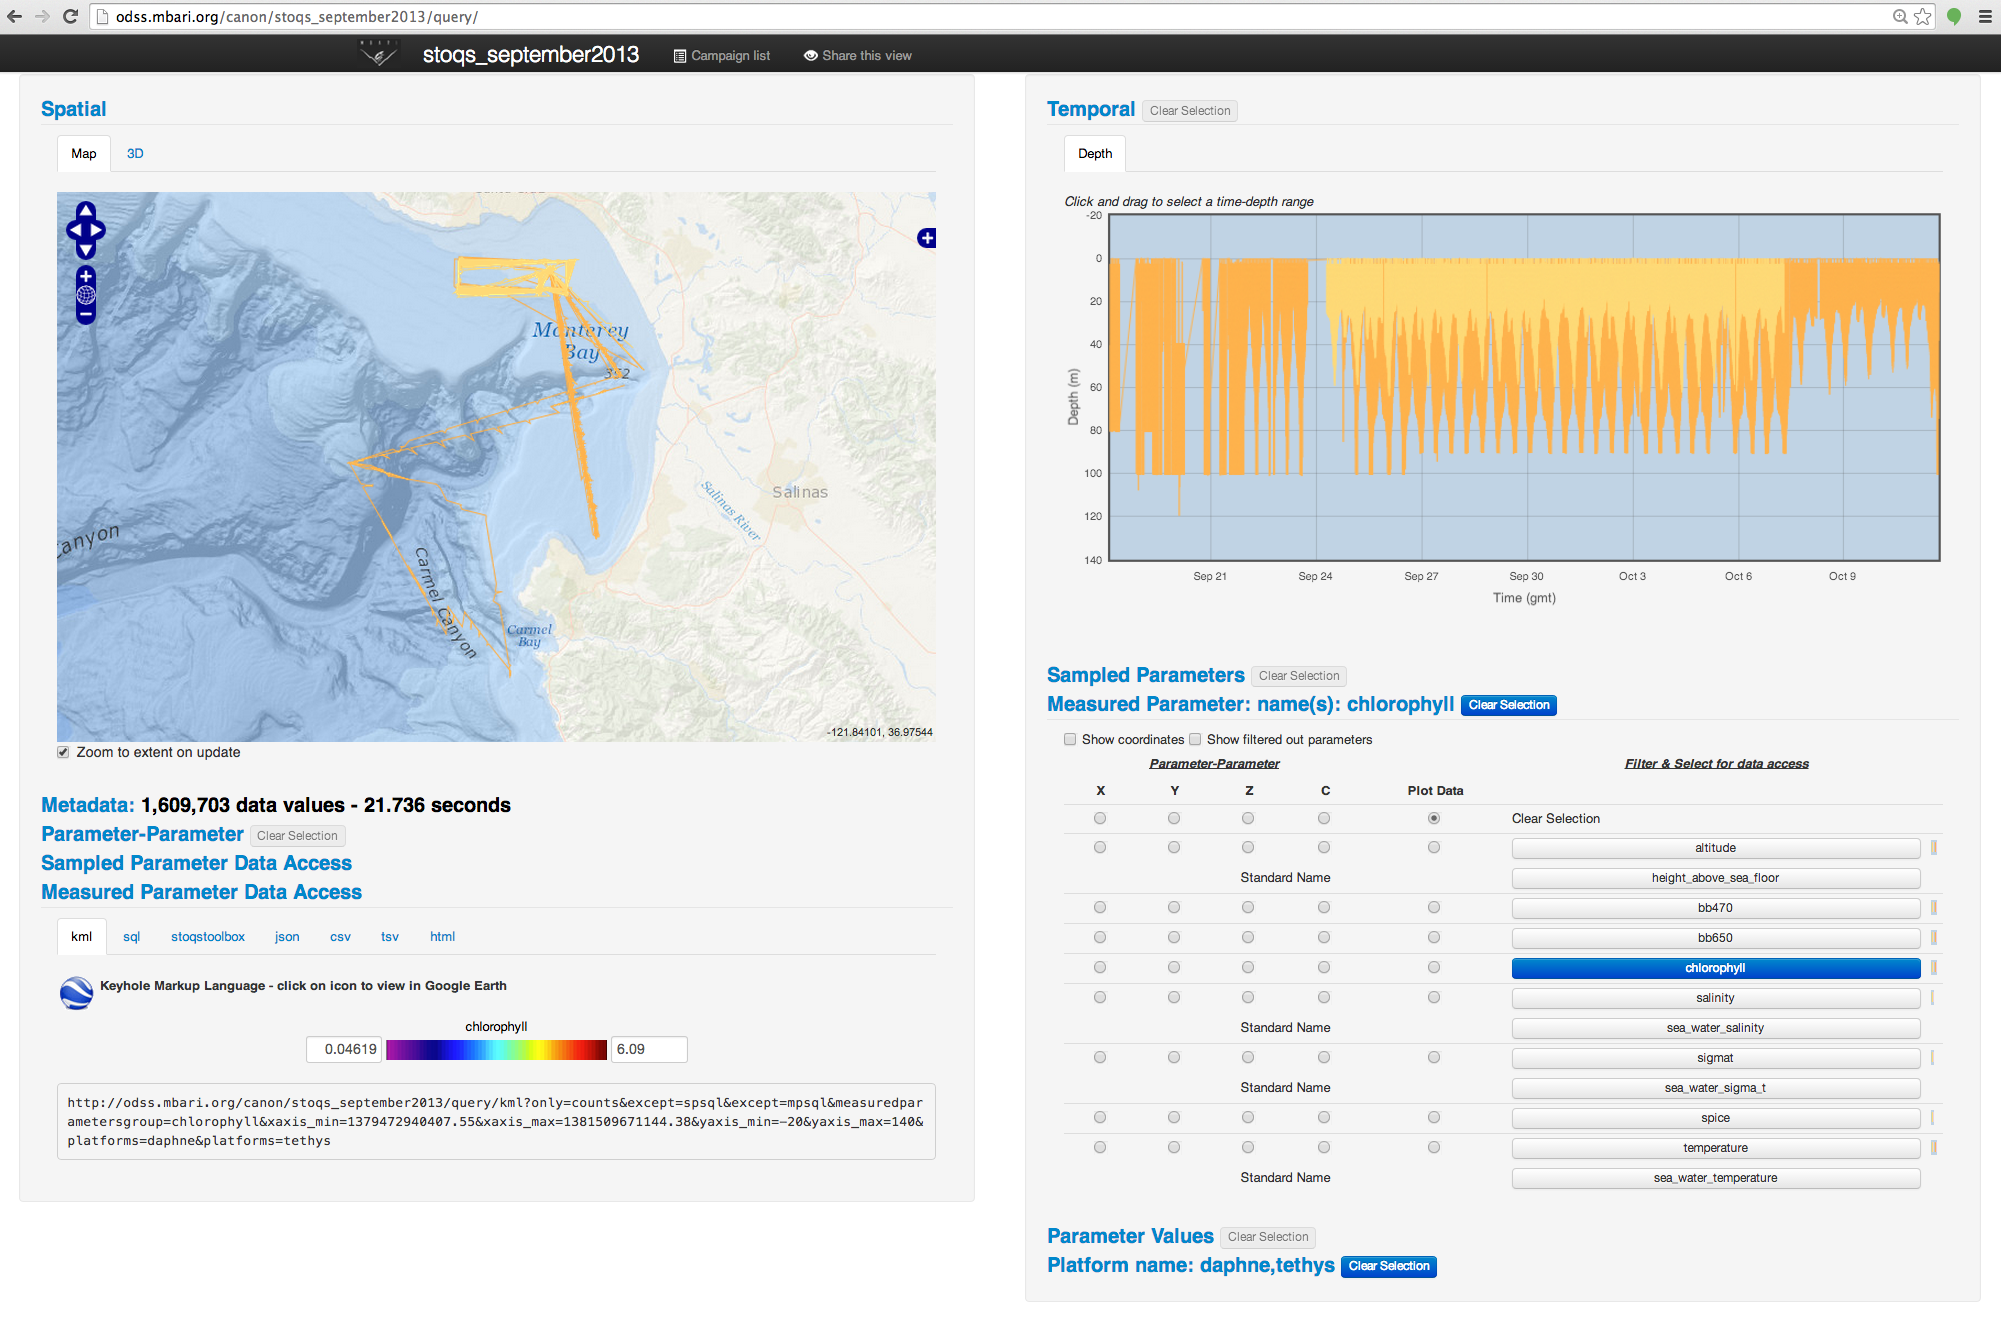 odss.mbari.org/canon/stoqs_september2013/query/
stoqs_september2013
Campaign list
Share this view
Spatial
Map
3D
Monterey
Bay
352
Salinas
Salinas River
anyon
Carmel Canyon
Carmel
Bay
-121.84101, 36.97544
Zoom to extent on update
Metadata: 1,609,703 data values - 21.736 seconds
Parameter-Parameter Clear Selection
Sampled Parameter Data Access
Measured Parameter Data Access
kml sql stoqstoolbox json csv tsv html
Keyhole Markup Language - click on icon to view in Google Earth
chlorophyll
0.04619 6.09
http://odss.mbari.org/canon/stoqs_september2013/query/kml?only=counts&except=spsql&except=mpsql&measuredpar
ametersgroup=chlorophyll&xaxis_min=1379472940407.55&xaxis_max=1381509671144.38&yaxis_min=-20&yaxis_max=140&
platforms=daphne&platforms=tethys
Temporal Clear Selection
Depth
Click and drag to select a time-depth range
-20
0
20
40
60
80
100
120
140
Depth (m)
Sep 21 Sep 24 Sep 27 Sep 30 Oct 3 Oct 6 Oct 9
Time (gmt)
Sampled Parameters Clear Selection
Measured Parameter: name(s): chlorophyll Clear Selection
Show coordinates Show filtered out parameters
Parameter-Parameter Filter & Select for data access
X Y Z C Plot Data
Clear Selection
altitude
Standard Name height_above_sea_floor
bb470
bb650
chlorophyll
salinity
Standard Name sea_water_salinity
sigmat
Standard Name sea_water_sigma_t
spice
temperature
Standard Name sea_water_temperature
Parameter Values Clear Selection
Platform name: daphne,tethys Clear Selection